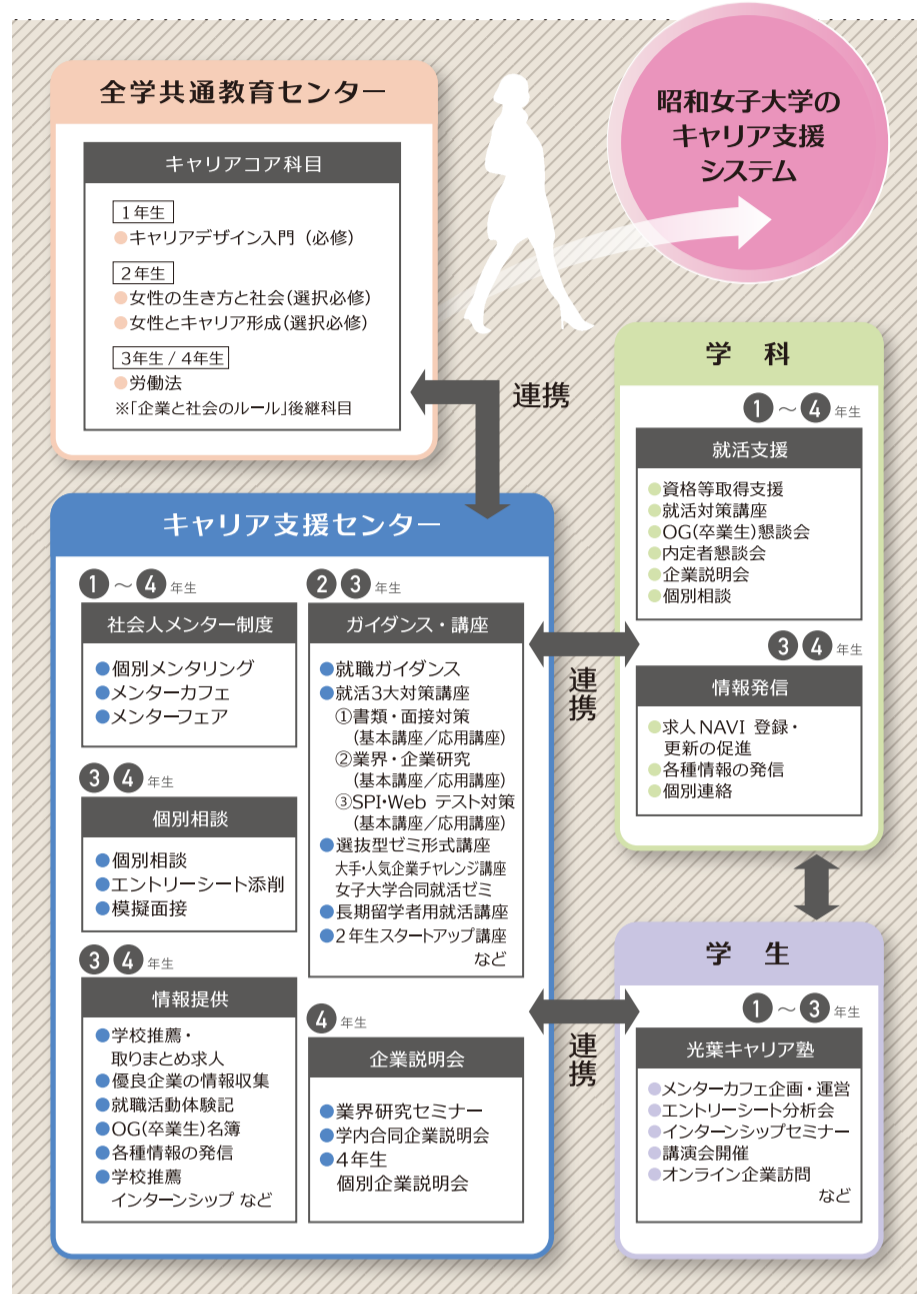 昭和女子大学の
キャリア支援
システム
全学共通教育センター
キャリアコア科目
1年生
●キャリアデザイン入門（必修）
2年生
●女性の生き方と社会(選択必修)
●女性とキャリア形成(選択必修)
3年生 / 4年生
●労働法
※「企業と社会のルール」後継科目
連携
キャリア支援センター
1～4年生
社会人メンター制度
●個別メンタリング
●メンターカフェ
●メンターフェア
3 4 年生
個別相談
●個別相談
●エントリーシート添削
●模擬面接
3 4 年生
情報提供
●学校推薦・
取りまとめ求人
●優良企業の情報収集
●就職活動体験記
●OG(卒業生)名簿
●各種情報の発信
●学校推薦
インターンシップ など
2 3 年生
ガイダンス・講座
●就職ガイダンス
●就活3大対策講座
①書類・面接対策
(基本講座／応用講座)
②業界・企業研究
(基本講座／応用講座)
③SPI・Web テスト対策
(基本講座／応用講座)
●選抜型ゼミ形式講座
大手・人気企業チャレンジ講座
女子大学合同就活ゼミ
●長期留学者用就活講座
●2年生スタートアップ講座
など
4 年生
企業説明会
●業界研究セミナー
●学内合同企業説明会
●4年生
個別企業説明会
連携
連携
学 科
1～4年生
就活支援
●資格等取得支援
●就活対策講座
●OG(卒業生)懇談会
●内定者懇談会
●企業説明会
●個別相談
3 4 年生
情報発信
●求人NAVI 登録・
更新の促進
●各種情報の発信
●個別連絡
学 生
1～3年生
光葉キャリア塾
●メンターカフェ企画・運営
●エントリーシート分析会
●インターンシップセミナー
●講演会開催
●オンライン企業訪問
など